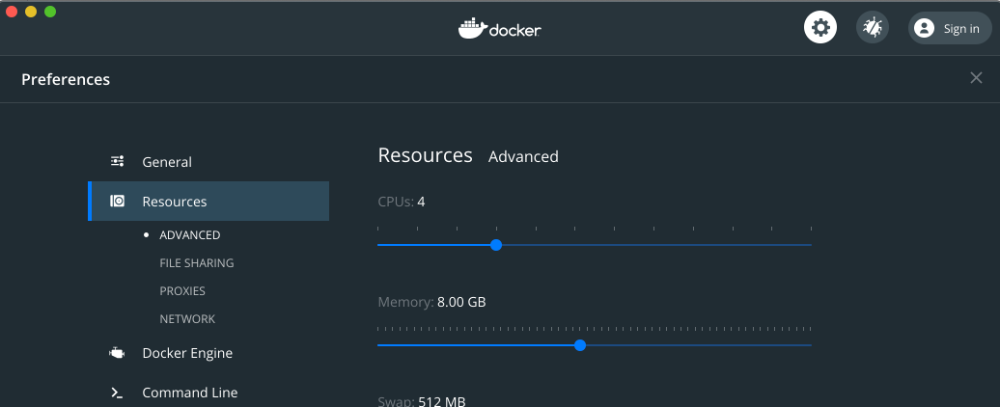 docker
Sign in
Preferences
General
Resources
ADVANCED
FILE SHARING
PROXIES
NETWORK
Docker Engine
Command Line
Resources Advanced
CPUs: 4
Memory: 8.00 GB
Swap: 512 MB